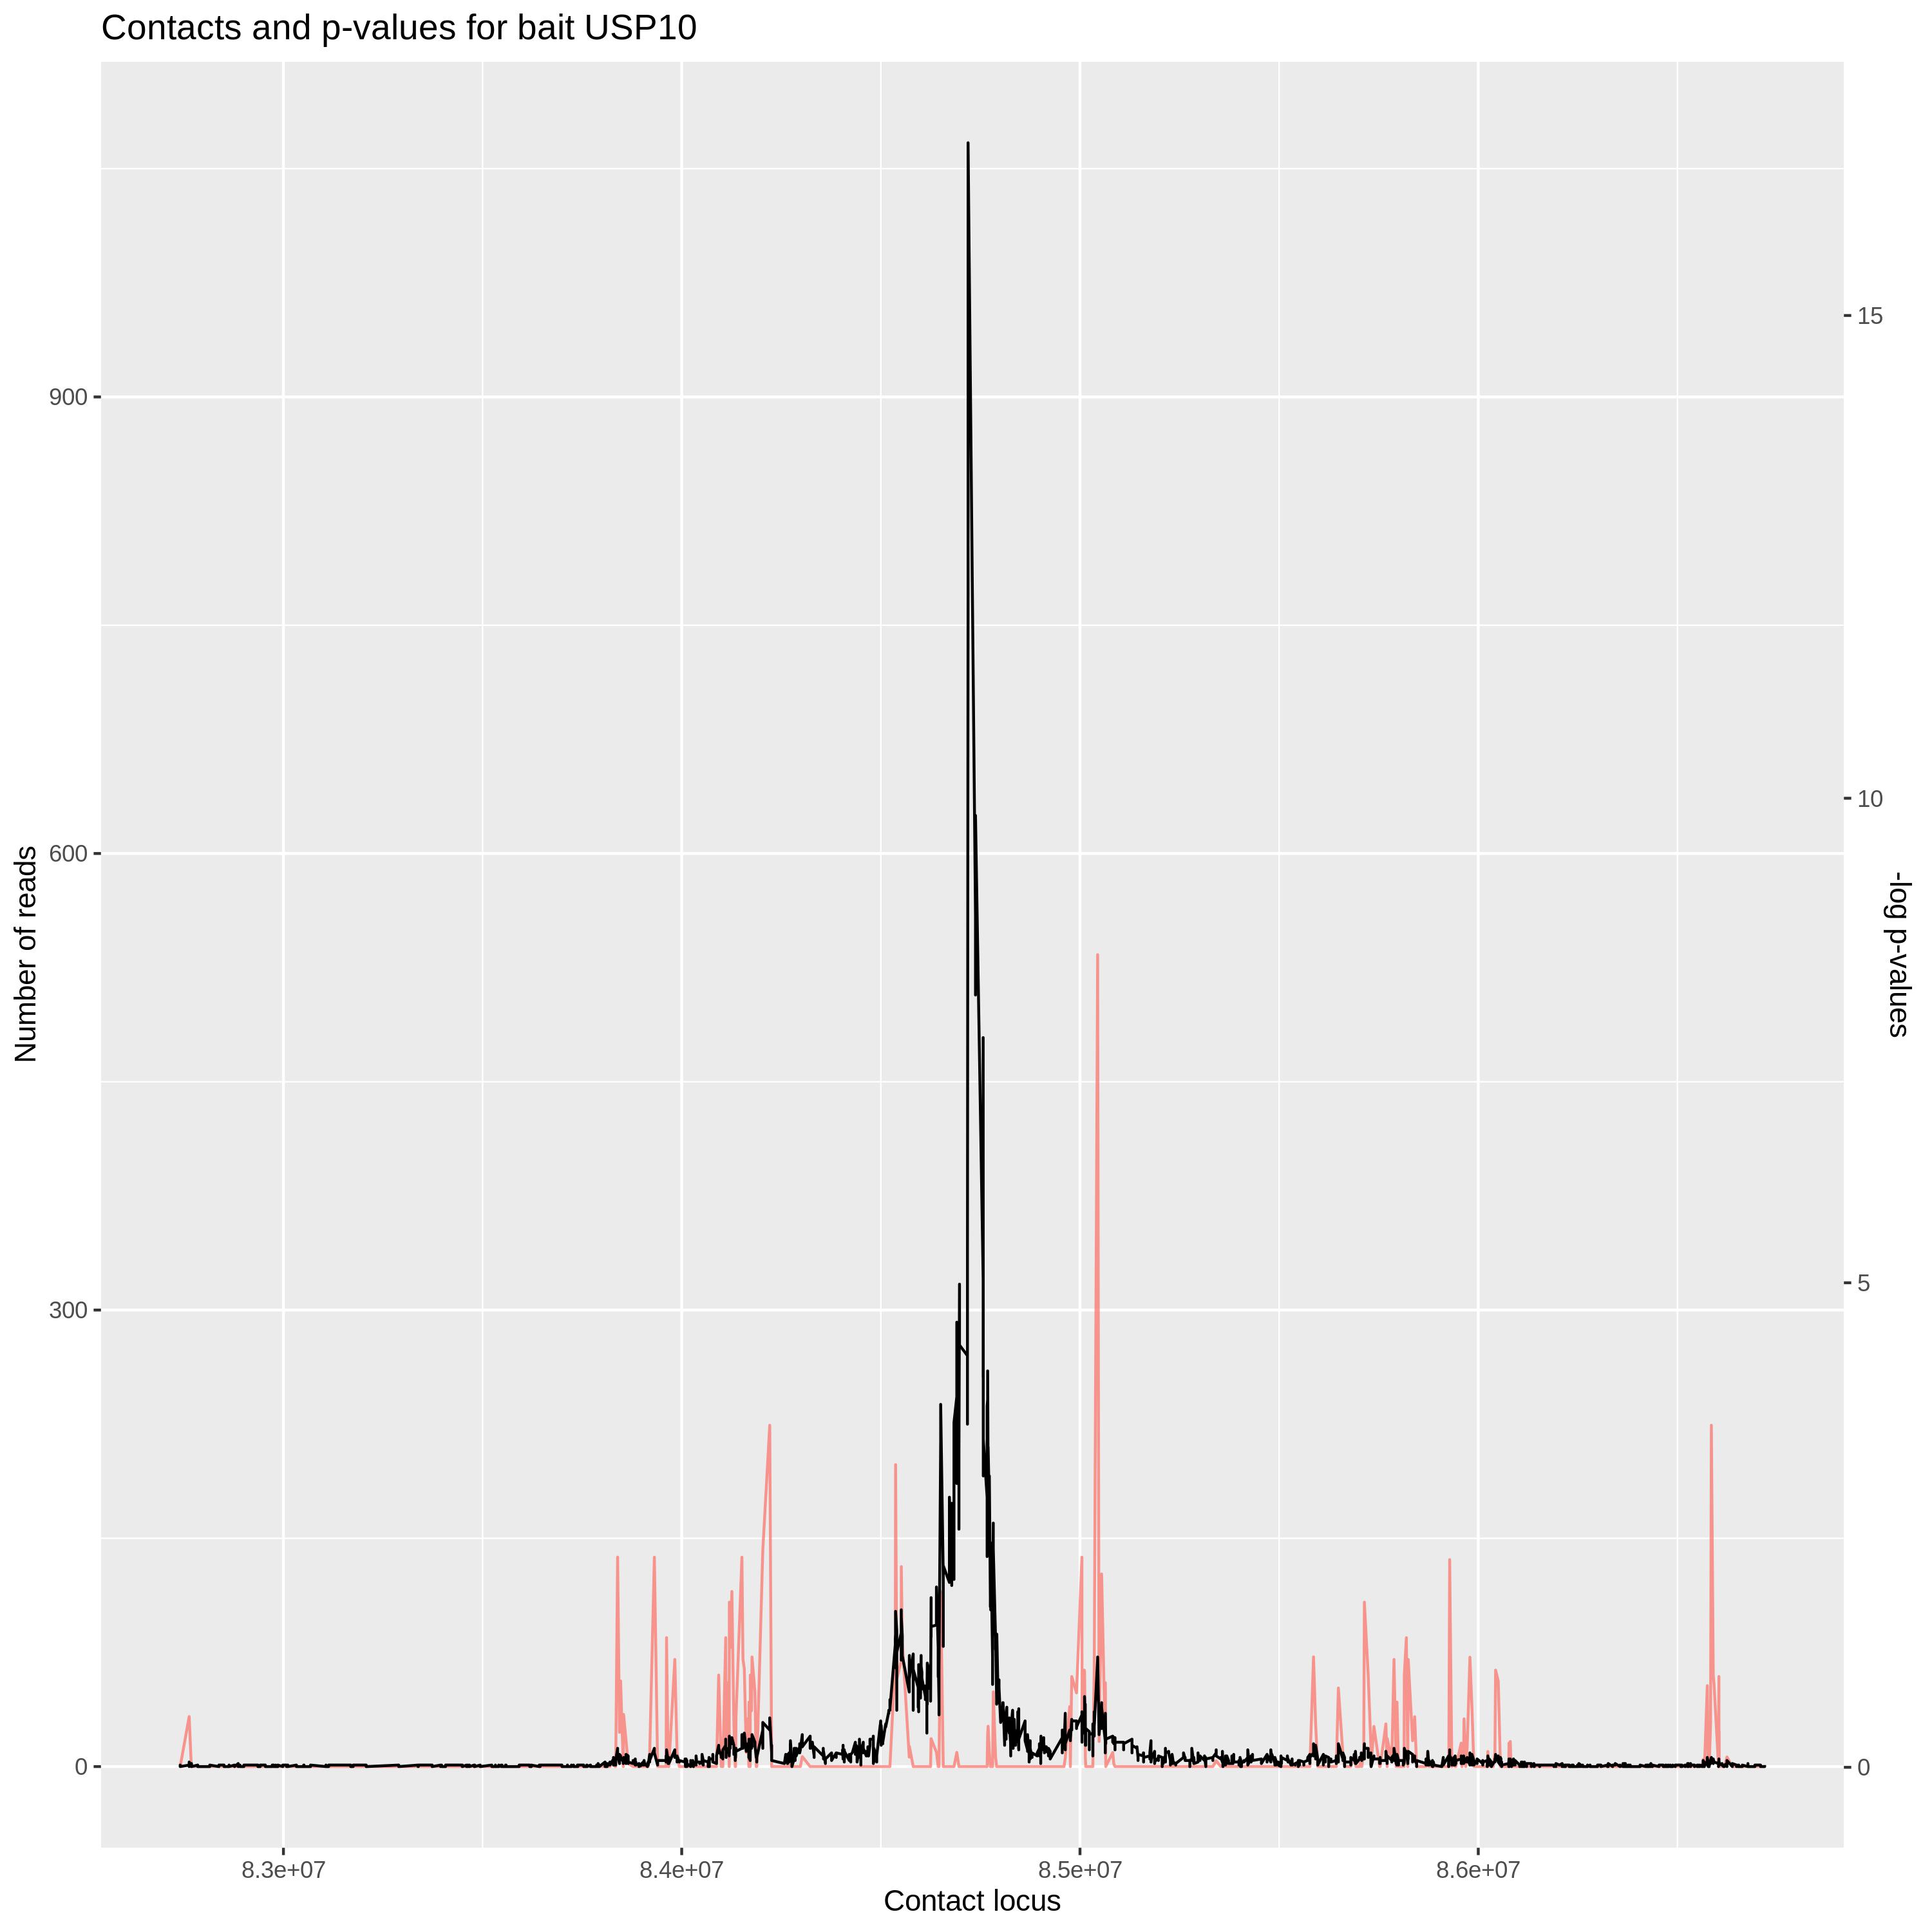 Contacts and p-values for bait USP10
Number of reads
900
600
300
0
15
10
5
0
-log p-values
8.3e+07 8.4e+07 8.5e+07 8.6e+07
Contact locus